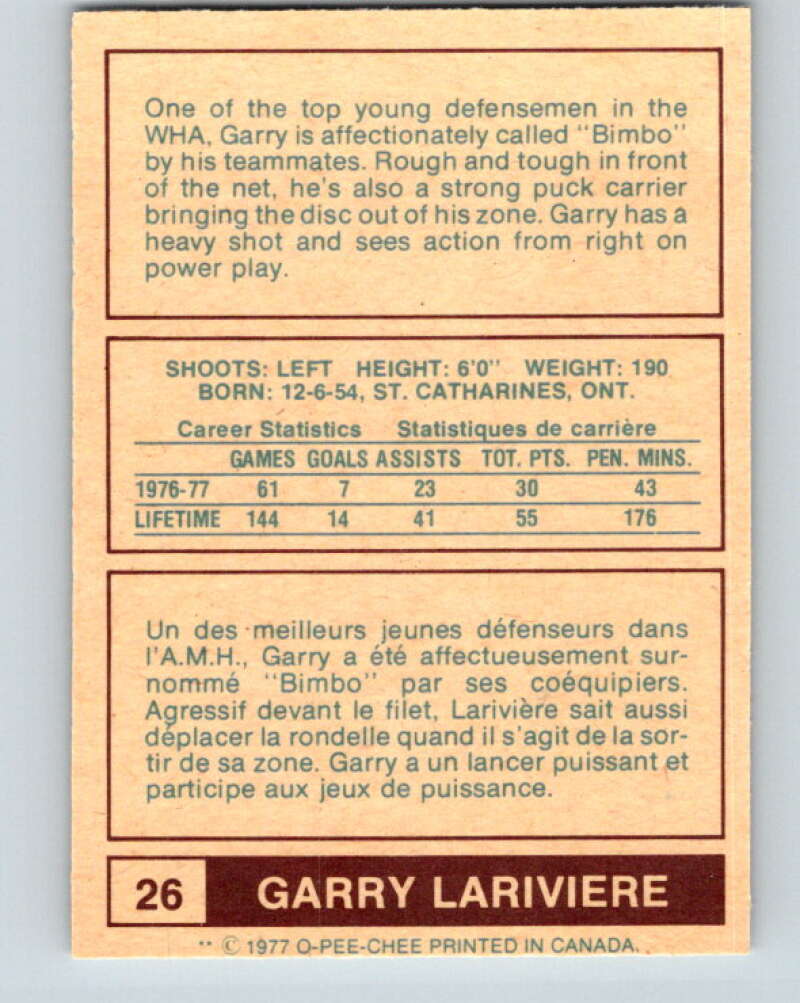 One of the top young defensemen in the
WHA, Garry is affectionately called "Bimbo"
by his teammates. Rough and tough in front
of the net, he's also a strong puck carrier
bringing the disc out of his zone. Garry has a
heavy shot and sees action from right on
power play.
SHOOTS: LEFT HEIGHT: 6'0" WEIGHT: 190
BORN: 12-6-54, ST. CATHARINES, ONT.
Career Statistics Statistiques de carrière
GAMES GOALS ASSISTS TOT. PTS. PEN. MINS.
1976-77 61 7 23 30 43
LIFETIME 144 14 41 55 176
Un des meilleurs jeunes défenseurs dans
l'A.M.H., Garry a été affectueusement sur-
nommé "Bimbo" par ses coéquipiers.
Agressif devant le filet, Larivière sait aussi
déplacer la rondelle quand il s'agit de la sor-
tir de sa zone. Garry a un lancer puissant et
participe aux jeux de puissance.
26 GARRY LARIVIERE
** © 1977 O-PEE-CHEE PRINTED IN CANADA.